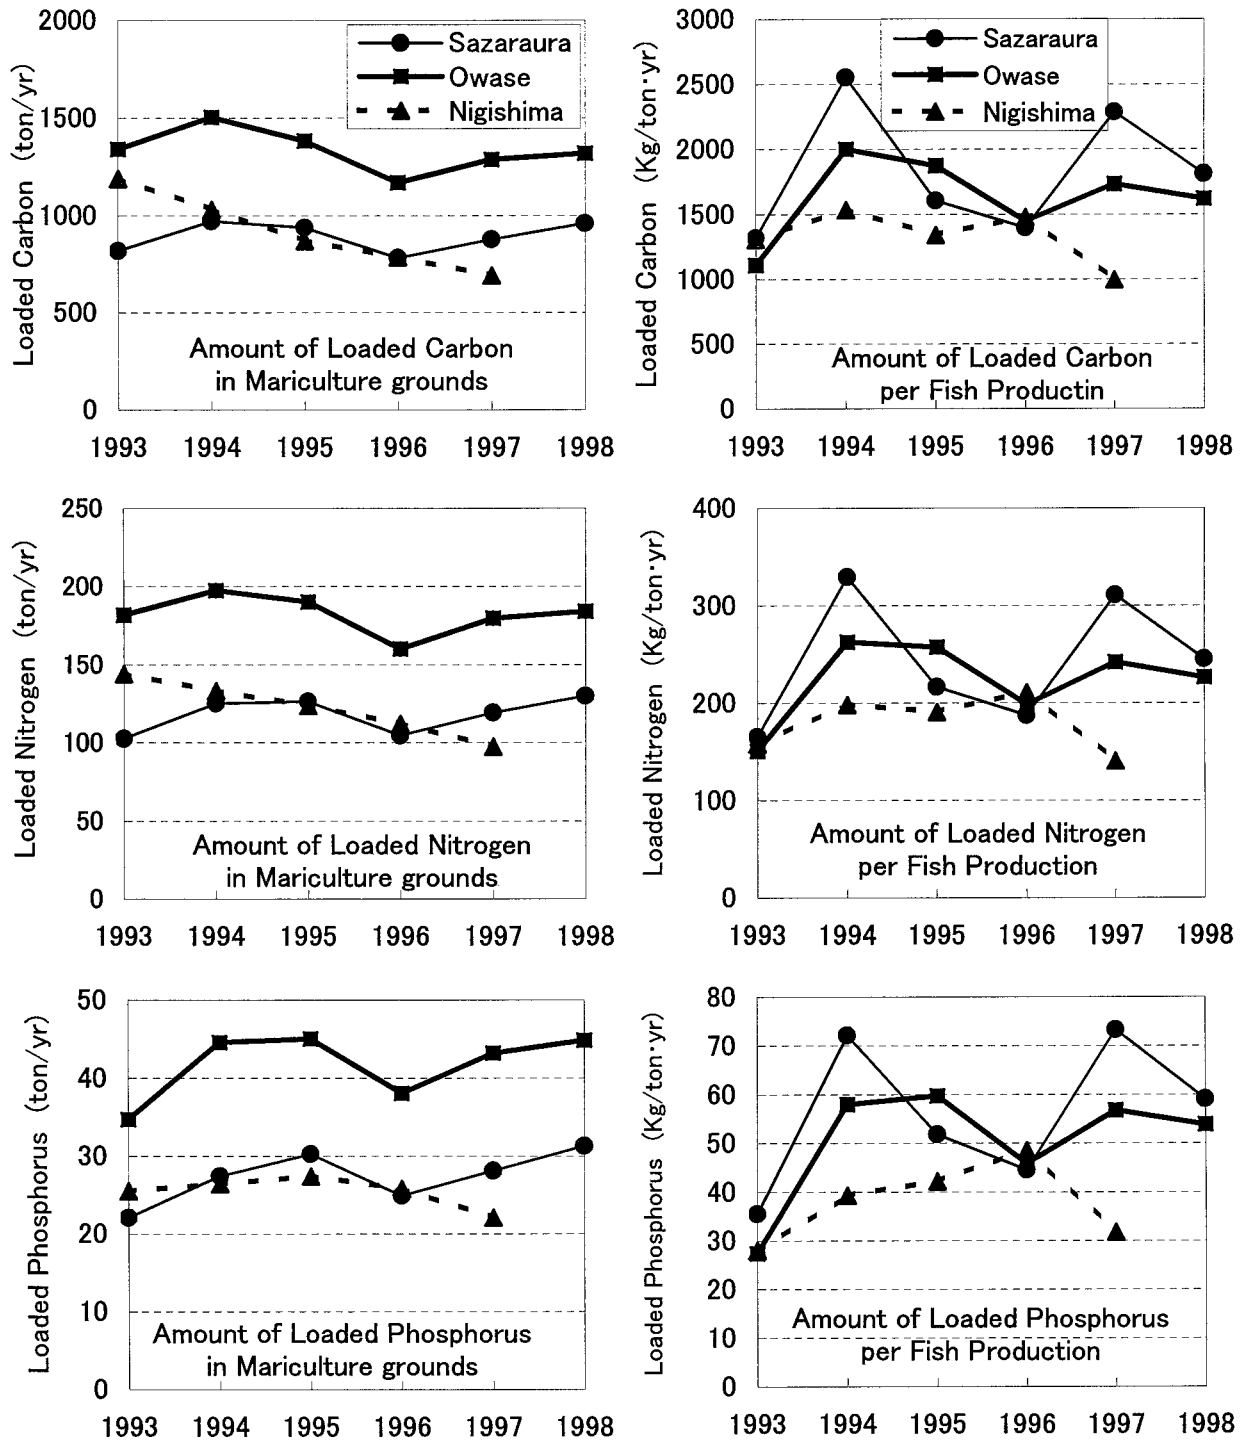 2000
1500
1000
500
0
Loaded Carbon (ton/yr)
Sazaraura
Owase
Nigishima
Amount of Loaded Carbon
in Mariculture grounds
1993 1994 1995 1996 1997 1998
3000
2500
2000
1500
1000
500
0
Loaded Carbon (Kg/ton·yr)
Sazaraura
Owase
Nigishima
Amount of Loaded Carbon
per Fish Productin
1993 1994 1995 1996 1997 1998
250
200
150
100
50
0
Loaded Nitrogen (ton/yr)
Amount of Loaded Nitrogen
in Mariculture grounds
1993 1994 1995 1996 1997 1998
400
300
200
100
0
Loaded Nitrogen (Kg/ton·yr)
Amount of Loaded Nitrogen
per Fish Production
1993 1994 1995 1996 1997 1998
50
40
30
20
10
0
Loaded Phosphorus (ton/yr)
Amount of Loaded Phosphorus
in Mariculture grounds
1993 1994 1995 1996 1997 1998
80
70
60
50
40
30
20
10
0
Loaded Phosphorus (Kg/ton·yr)
Amount of Loaded Phosphorus
per Fish Production
1993 1994 1995 1996 1997 1998